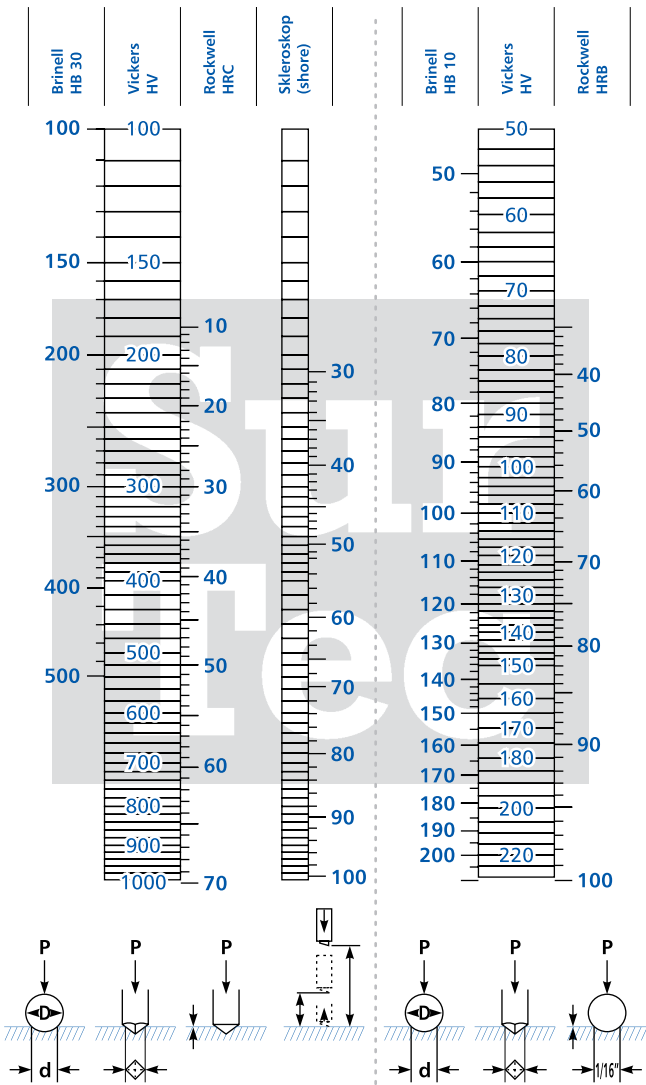 Brinell
HB 30
Vickers
HV
Rockwell
HRC
Skleroskop
(shore)
Brinell
HB 10
Vickers
HV
Rockwell
HRB
100
150
200
300
400
500
100
150
200
300
400
500
600
700
800
900
1000
10
20
30
40
50
60
70
30
40
50
60
70
80
90
100
50
60
70
80
90
100
110
120
130
140
150
160
170
180
190
200
50
60
70
80
90
100
110
120
130
140
150
160
170
180
200
220
40
50
60
70
80
90
100
Sur
Tec
P
P
P
P
P
P
D
D
d
d
1/16"